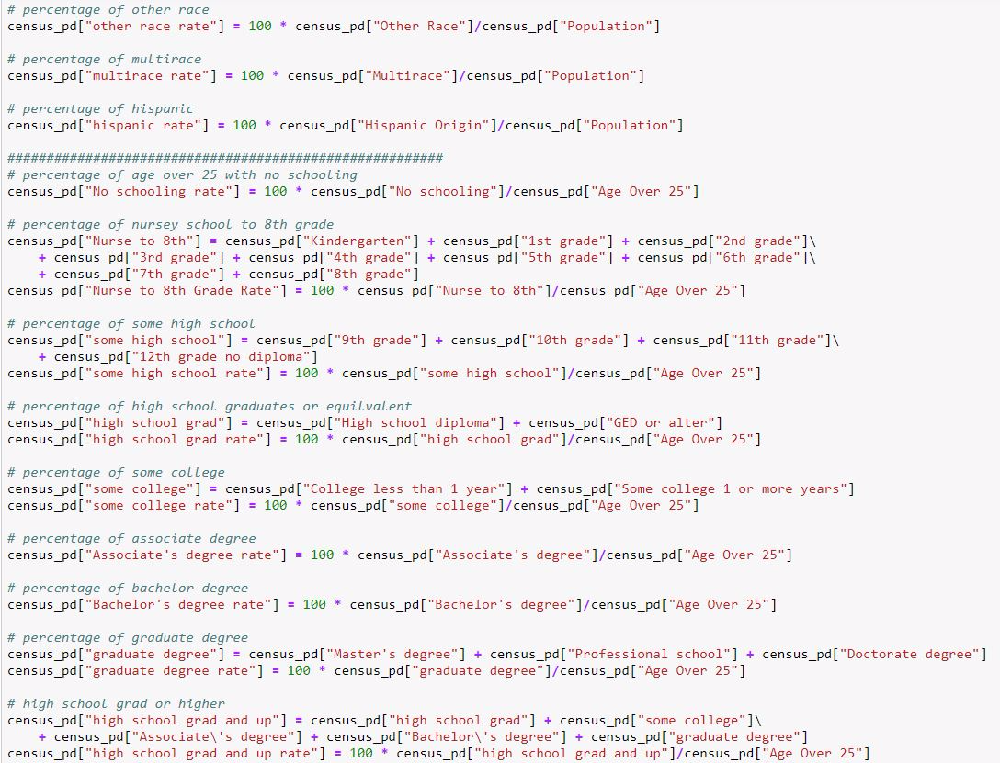 # percentage of other race
census_pd["other race rate"] = 100 * census_pd["Other Race"]/census_pd["Population"]
# percentage of multirace
census_pd["multirace rate"] = 100 * census_pd["Multirace"]/census_pd["Population"]
# percentage of hispanic
census_pd["hispanic rate"] = 100 * census_pd["Hispanic Origin"]/census_pd["Population"]
########################################################
# percentage of age over 25 with no schooling
census_pd["No schooling rate"] = 100 * census_pd["No schooling"]/census_pd["Age Over 25"]
# percentage of nursey school to 8th grade
census_pd["Nurse to 8th"] = census_pd["Kindergarten"] + census_pd["1st grade"] + census_pd["2nd grade"]\
    + census_pd["3rd grade"] + census_pd["4th grade"] + census_pd["5th grade"] + census_pd["6th grade"]\
    + census_pd["7th grade"] + census_pd["8th grade"]
census_pd["Nurse to 8th Grade Rate"] = 100 * census_pd["Nurse to 8th"]/census_pd["Age Over 25"]
# percentage of some high school
census_pd["some high school"] = census_pd["9th grade"] + census_pd["10th grade"] + census_pd["11th grade"]\
    + census_pd["12th grade no diploma"]
census_pd["some high school rate"] = 100 * census_pd["some high school"]/census_pd["Age Over 25"]
# percentage of high school graduates or equilvalent
census_pd["high school grad"] = census_pd["High school diploma"] + census_pd["GED or alter"]
census_pd["high school grad rate"] = 100 * census_pd["high school grad"]/census_pd["Age Over 25"]
# percentage of some college
census_pd["some college"] = census_pd["College less than 1 year"] + census_pd["Some college 1 or more years"]
census_pd["some college rate"] = 100 * census_pd["some college"]/census_pd["Age Over 25"]
# percentage of associate degree
census_pd["Associate's degree rate"] = 100 * census_pd["Associate's degree"]/census_pd["Age Over 25"]
# percentage of bachelor degree
census_pd["Bachelor's degree rate"] = 100 * census_pd["Bachelor's degree"]/census_pd["Age Over 25"]
# percentage of graduate degree
census_pd["graduate degree"] = census_pd["Master's degree"] + census_pd["Professional school"] + census_pd["Doctorate degree"]
census_pd["graduate degree rate"] = 100 * census_pd["graduate degree"]/census_pd["Age Over 25"]
# high school grad or higher
census_pd["high school grad and up"] = census_pd["high school grad"] + census_pd["some college"]\
    + census_pd["Associate\'s degree"] + census_pd["Bachelor\'s degree"] + census_pd["graduate degree"]
census_pd["high school grad and up rate"] = 100 * census_pd["high school grad and up"]/census_pd["Age Over 25"]